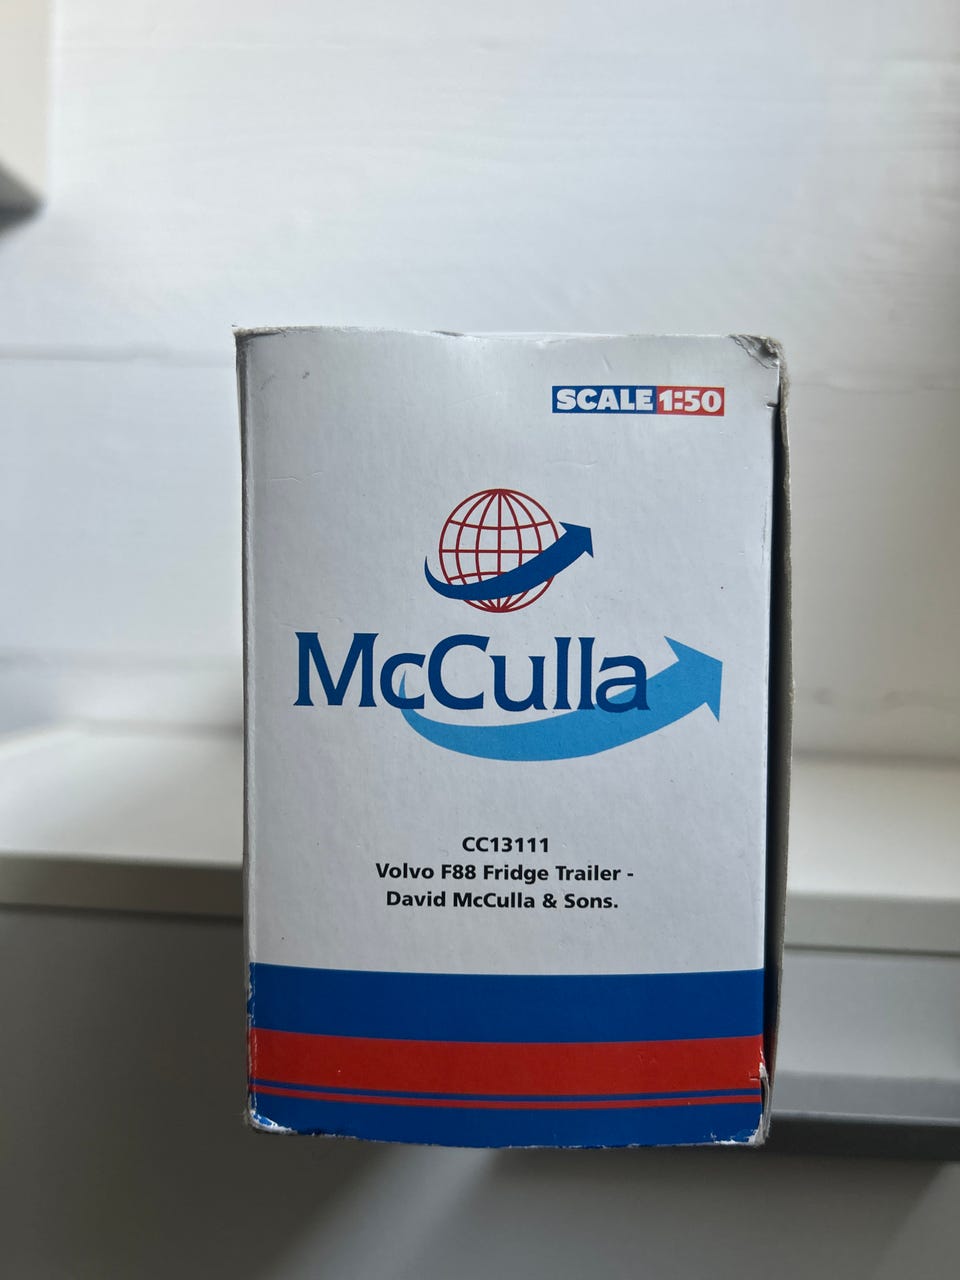 SCALE 1:50
McCulla
CC13111
Volvo F88 Fridge Trailer -
David McCulla & Sons.